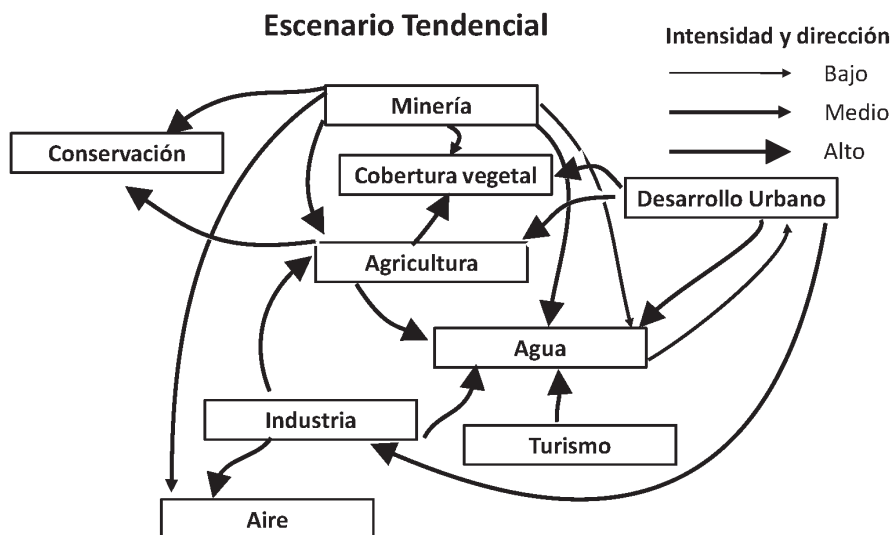 Escenario Tendencial
Intensidad y dirección
Bajo
Medio
Alto
Minería
Conservación
Cobertura vegetal
Desarrollo Urbano
Agricultura
Agua
Industria
Turismo
Aire